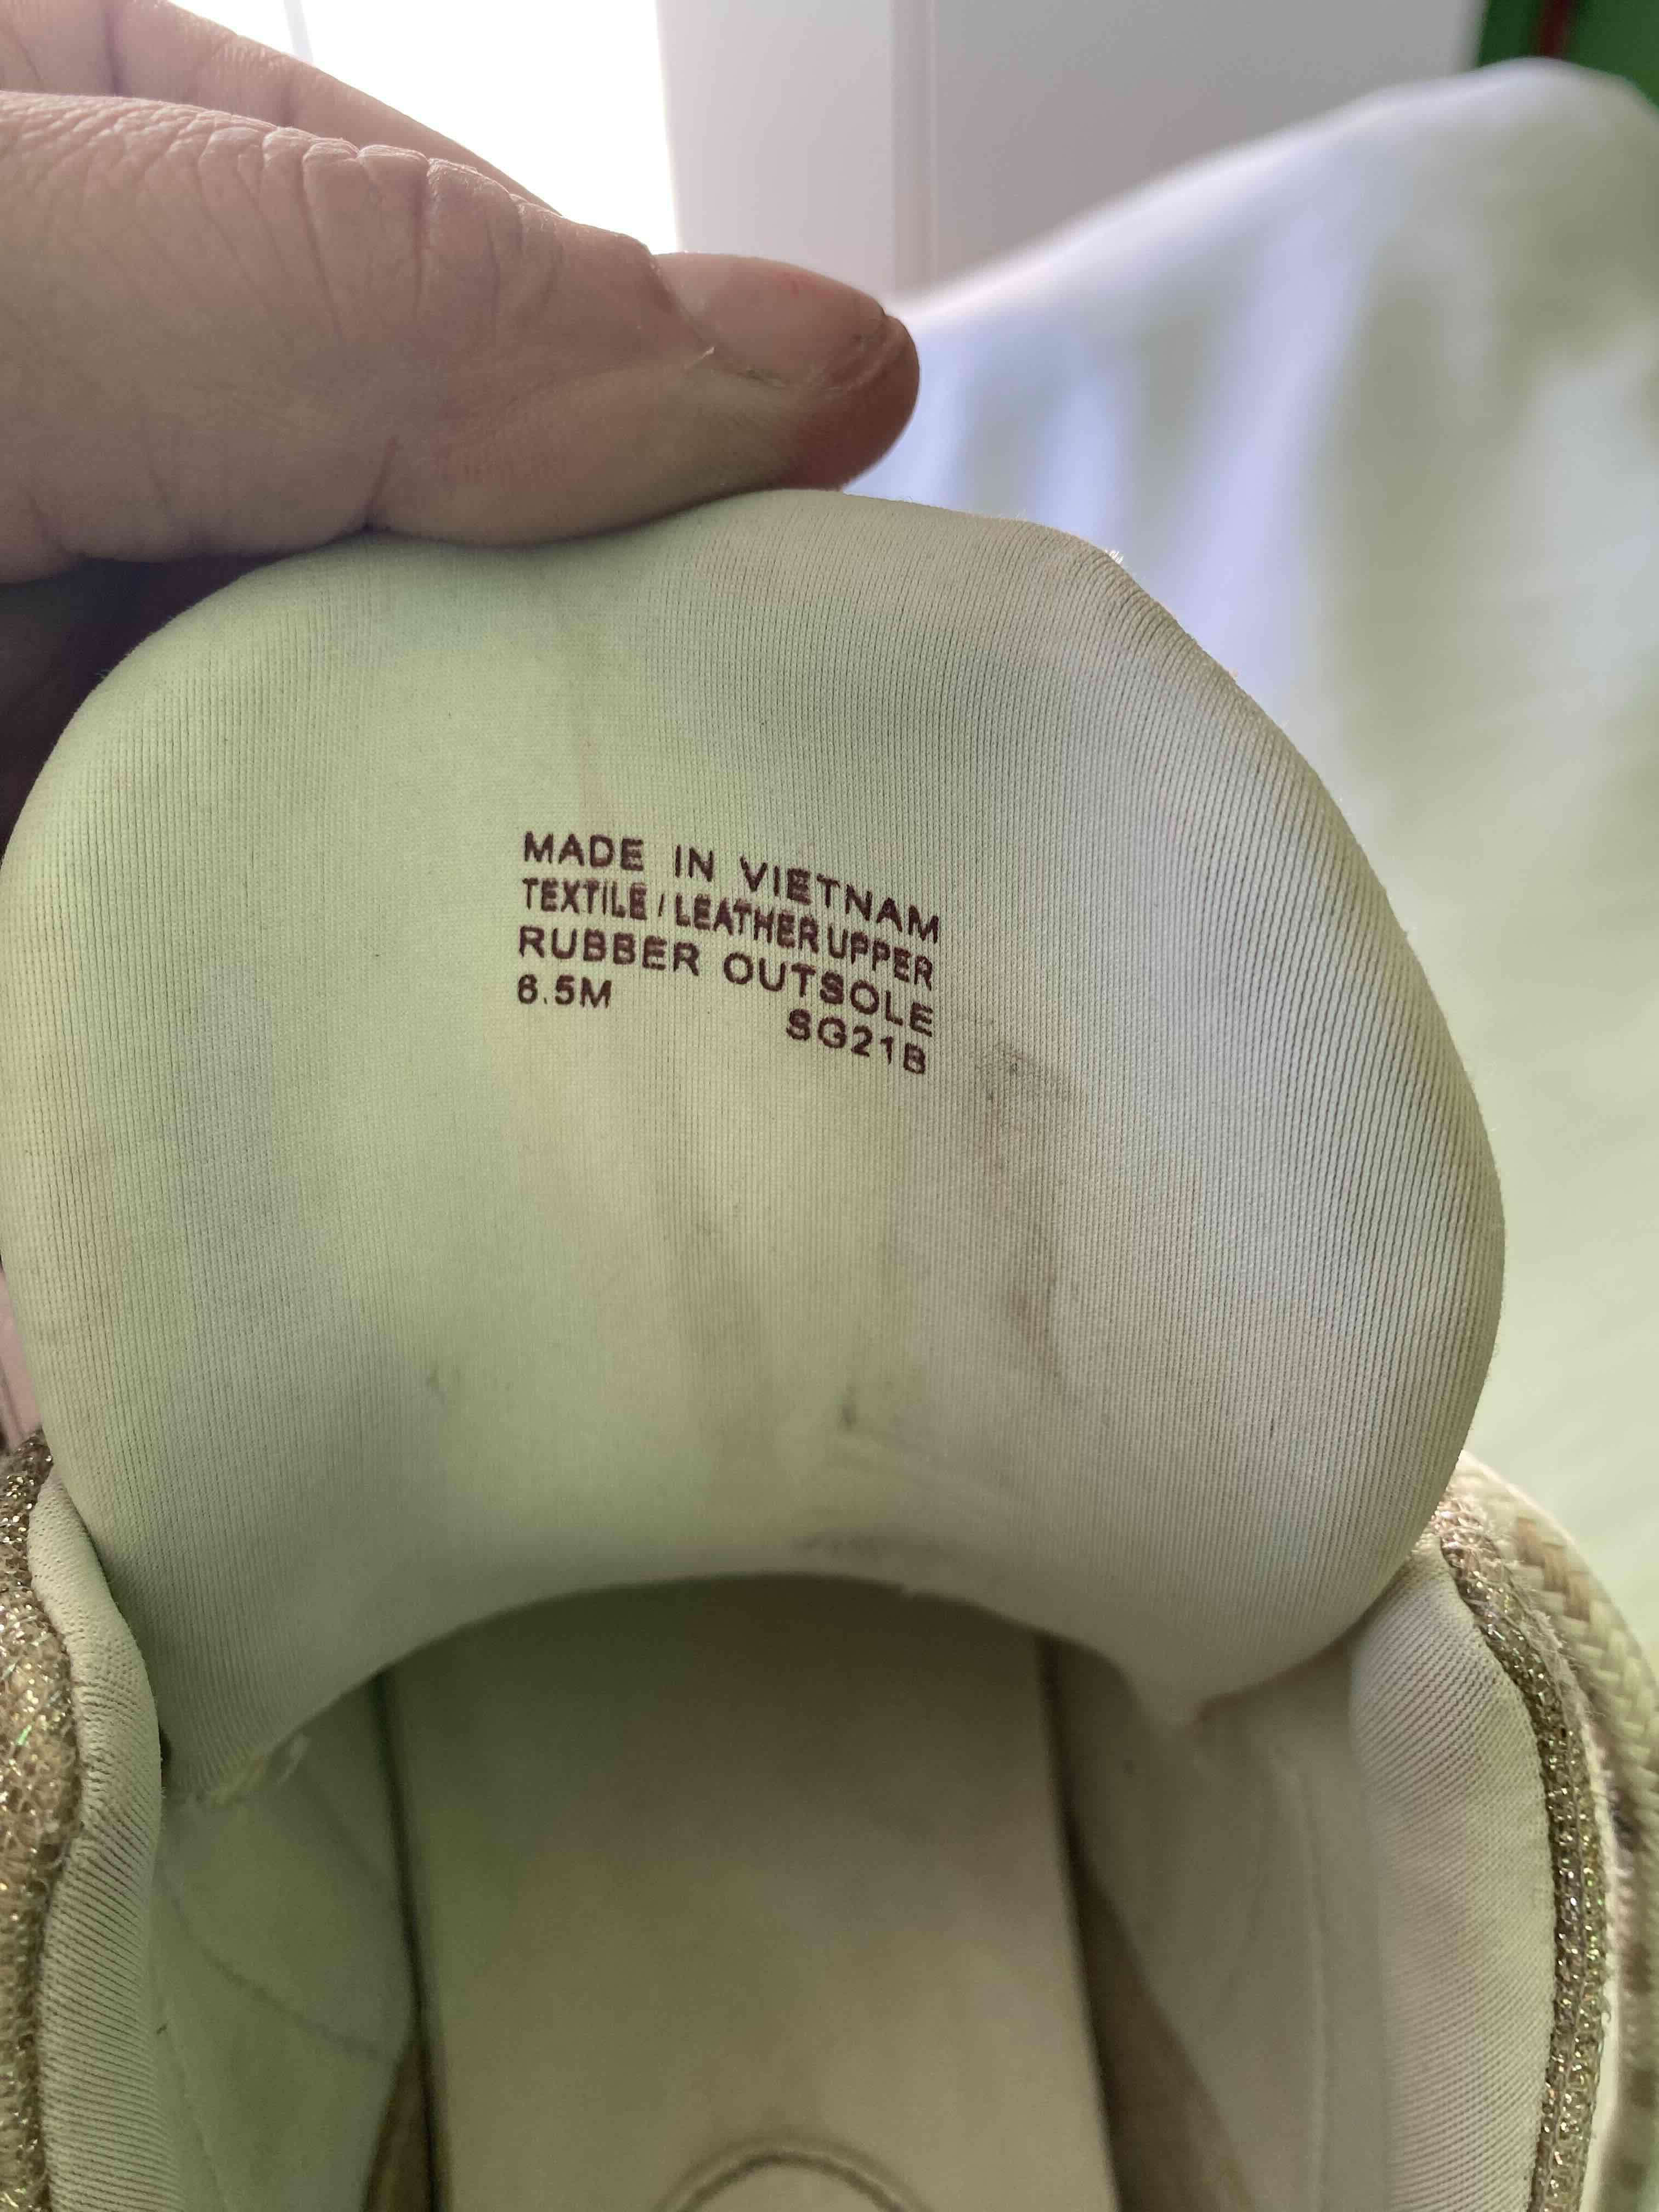 MADE IN VIETNAM
TEXTILE / LEATHER UPPER
RUBBER OUTSOLE
6.5M SG21B